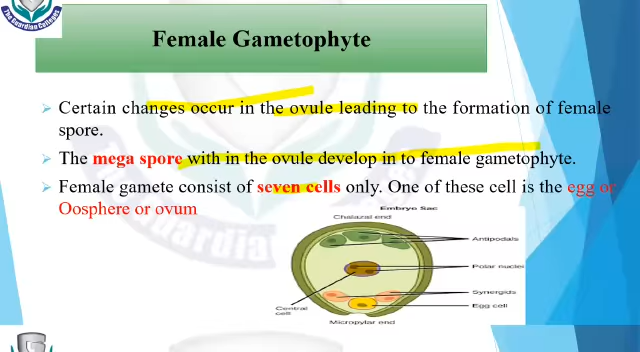 The Guardian Colleges
Female Gametophyte
Certain changes occur in the ovule leading to the formation of female
spore.
The mega spore with in the ovule develop in to female gametophyte.
Female gamete consist of seven cells only. One of these cell is the egg or
Oosphere or ovum
Embryo Sac
Chalazal end
Antipodals
Polar nuclei
Synergids
Egg cell
Central
cell
Micropylar end